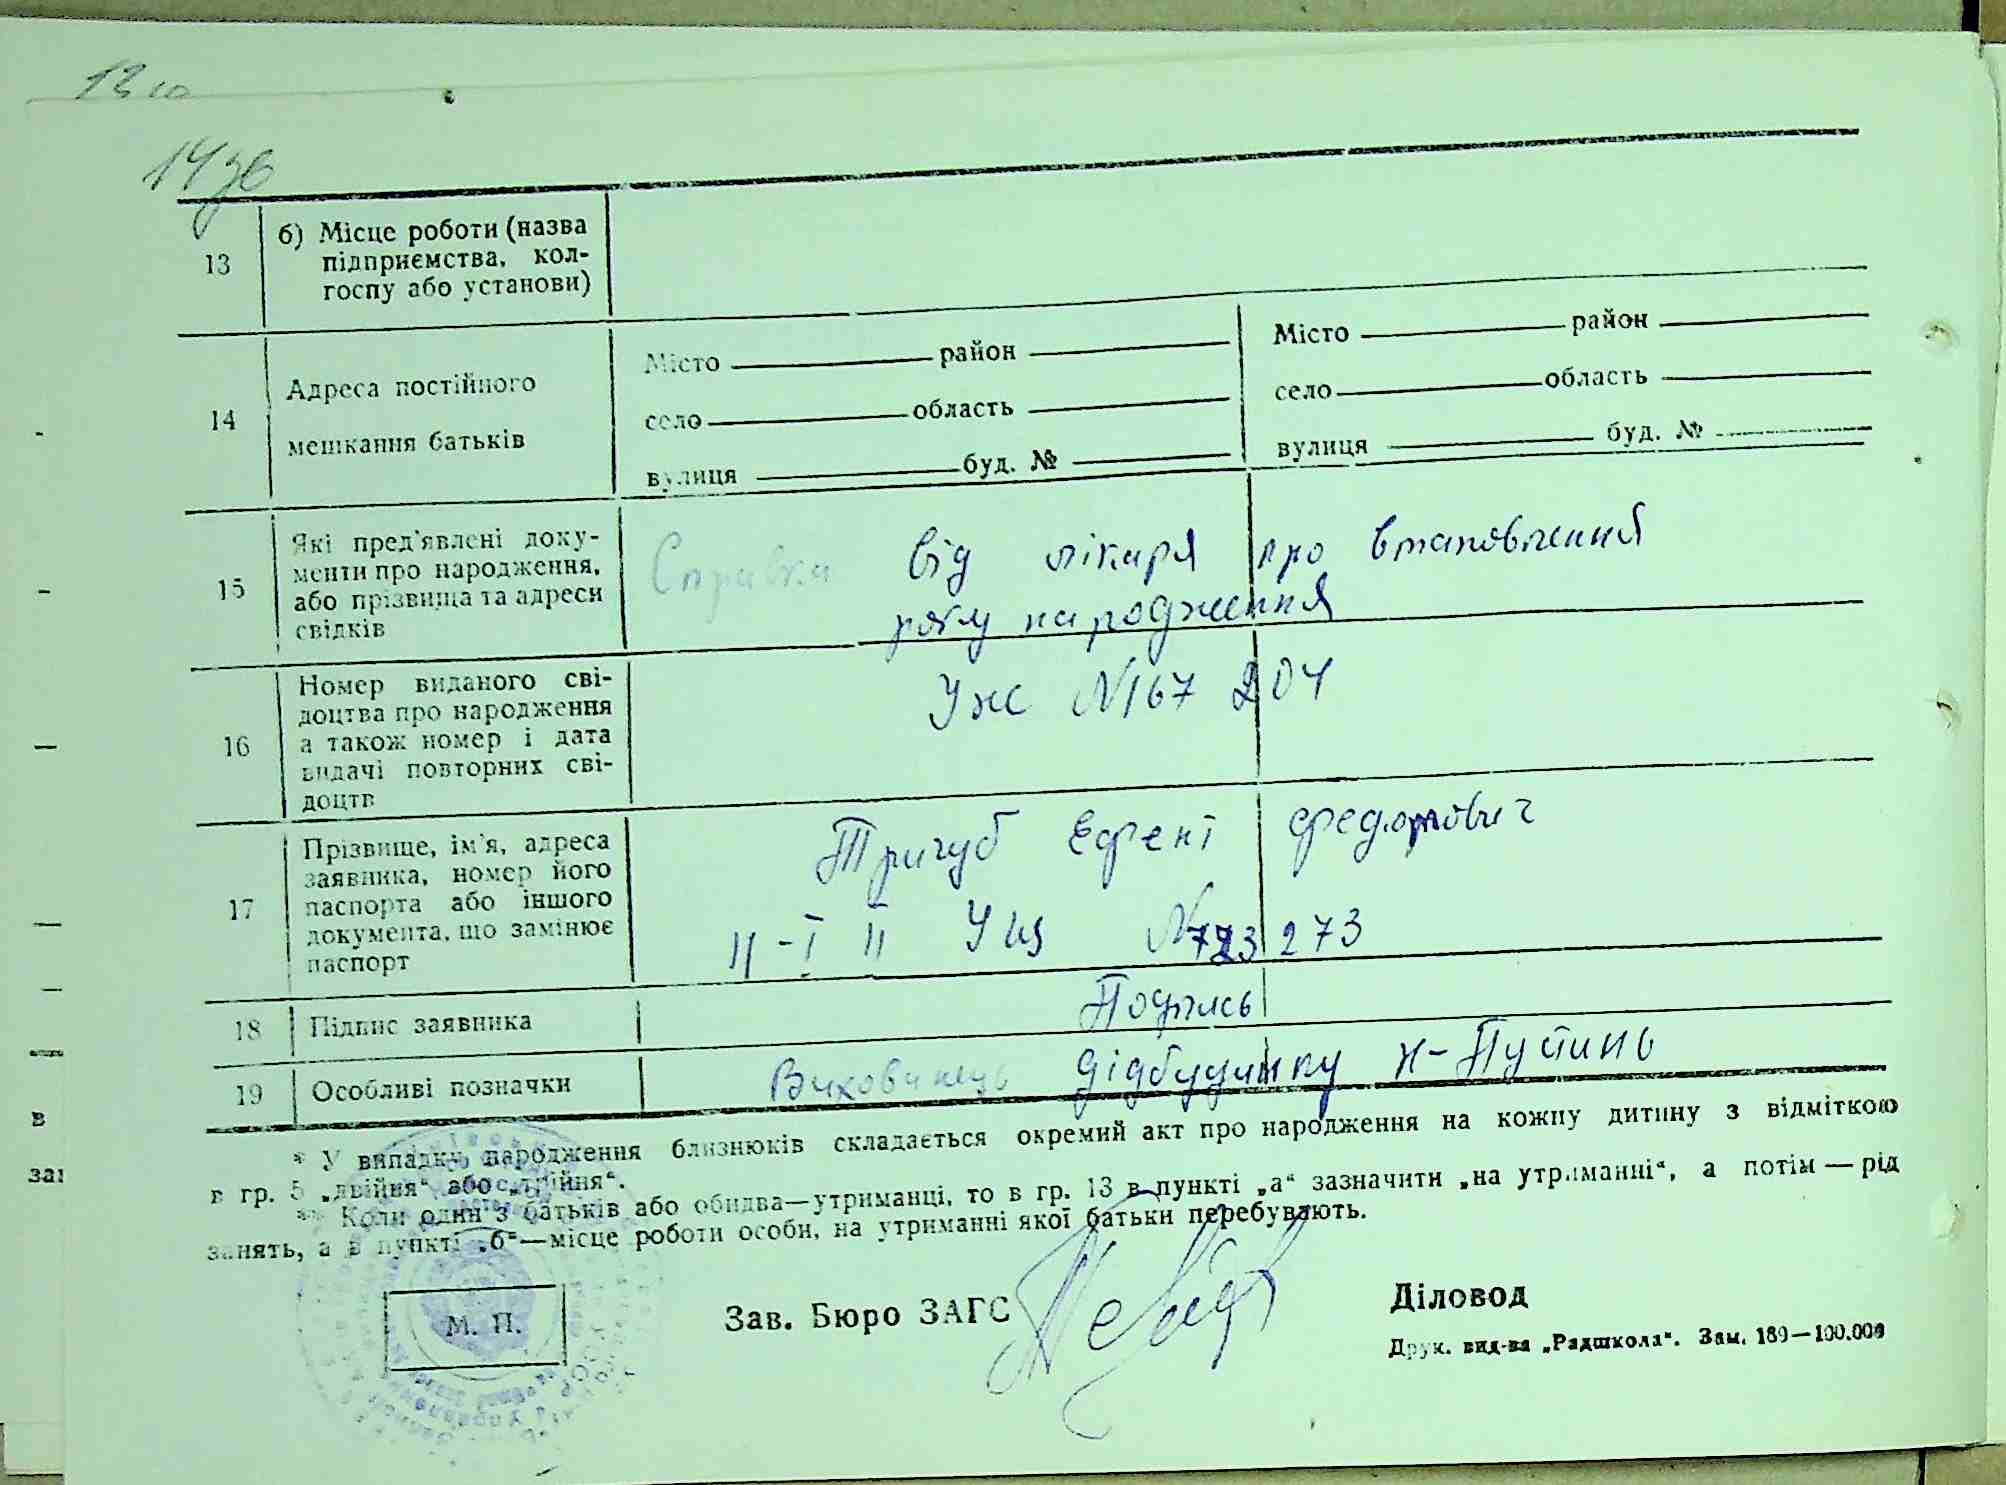 13
б) Місце роботи (назва
підприємства, кол-
госпу або установи)
14
Адреса постійного
мешкання батьків
Місто район
село область
вулиця буд. №
Місто район
село область
вулиця буд. №
15
Які пред'явлені доку-
менти про народження,
або прізвища та адреси
свідків
Справка від лікаря про встановлення
року народження
16
Номер виданого сві-
доцтва про народження
а також номер і дата
видачі повторних сві-
доцтв
Уж N167204
17
Прізвище, ім'я, адреса
заявника, номер його
паспорта або іншого
документа, що замінює
паспорт
Тригуб
II-I II N 273
18
Підпис заявника
Подпись
19
Особливі позначки
Вихованець дідбудинку
* У випадку народження близнюків складається окремий акт про народження на кожну дитину з відміткою
в гр. 5 „двійня“ або „трійня“.
** Коли один з батьків або обидва—утриманці, то в гр. 13 в пункті „а“ зазначити „на утриманні“, а потім — рід
занять, а в пункті „б“—місце роботи особи, на утриманні якої батьки перебувають.
М. П.
Зав. Бюро ЗАГС
Діловод
Друк. вид-ва „Радшкола“. Зам. 189—100.000